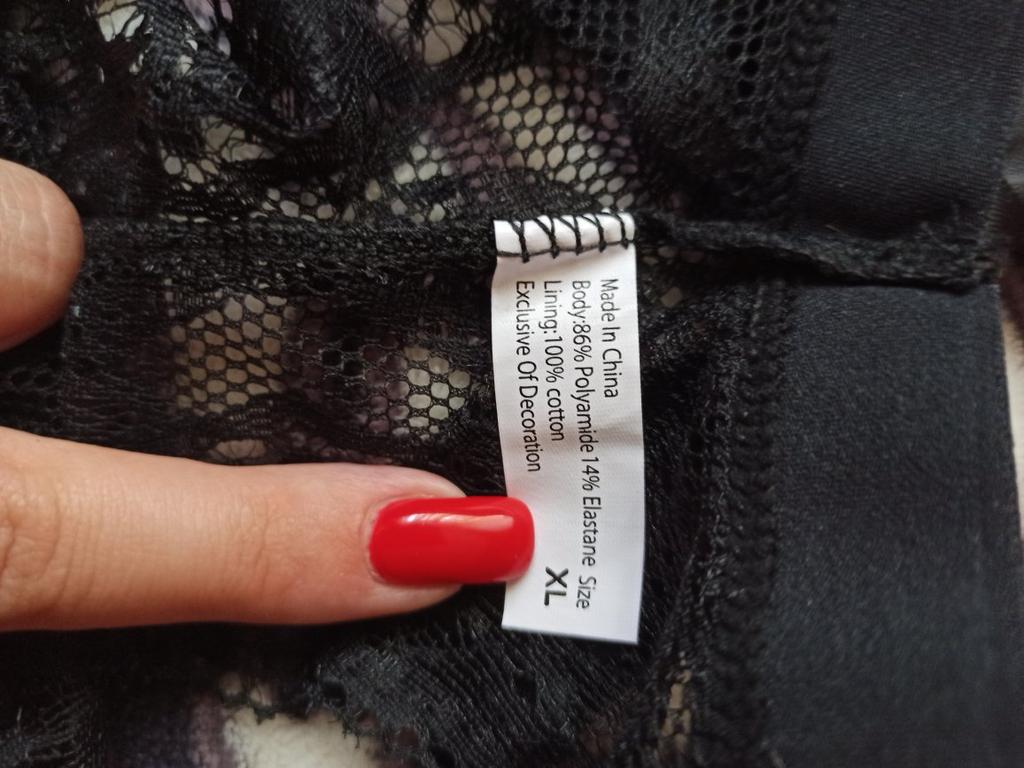 Made In China
Body:86% Polyamide 14% Elastane Size
Lining:100% cotton XL
Exclusive Of Decoration